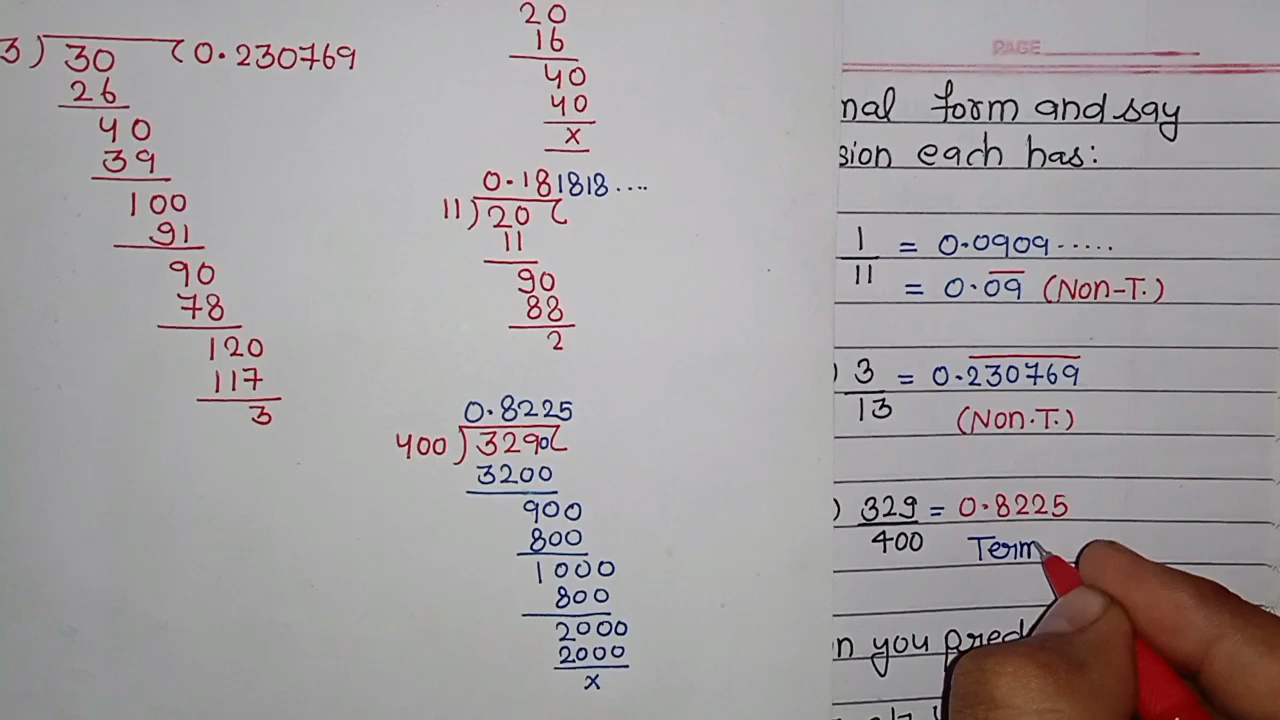 3) 30 (0.230769
26
40
39
100
91
90
78
120
117
3
20
16
40
40
x
0.181818....
11) 20 (
11
90
88
2
0.8225
400) 3290(
3200
900
800
1000
800
2000
2000
x
PAGE
nal form and say
sion each has:
1/11 = 0.0909.....
= 0.\overline{09} (Non-T.)
) 3/13 = 0.\overline{230769}
(Non.T.)
) 329/400 = 0.8225
Term
n you pred